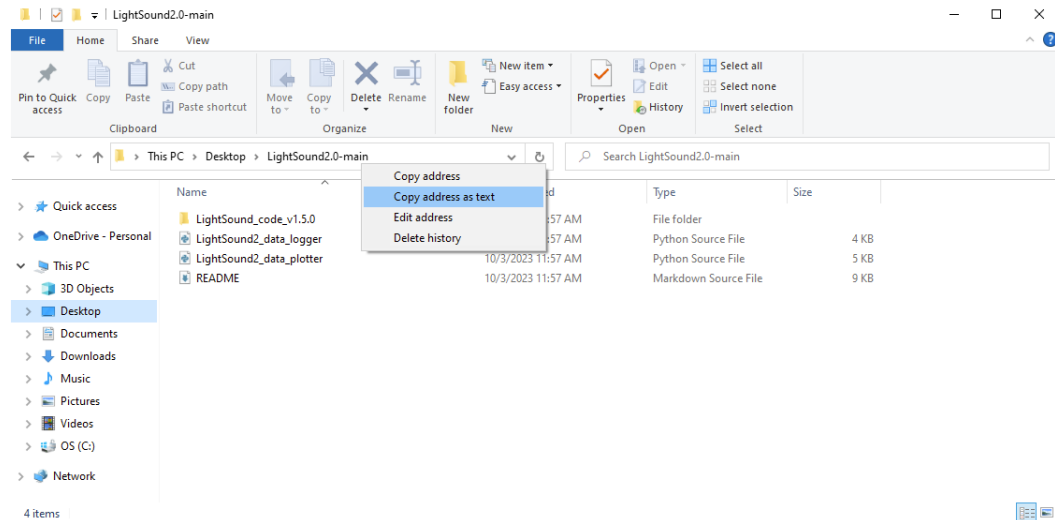 LightSound2.0-main
File Home Share View
Pin to Quick access
Copy
Paste
Cut
Copy path
Paste shortcut
Clipboard
Move to
Copy to
Delete
Rename
Organize
New folder
New item
Easy access
New
Properties
Open
Edit
History
Open
Select all
Select none
Invert selection
Select
This PC > Desktop > LightSound2.0-main
Search LightSound2.0-main
Copy address
Copy address as text
Edit address
Delete history
Quick access
OneDrive - Personal
This PC
3D Objects
Desktop
Documents
Downloads
Music
Pictures
Videos
OS (C:)
Network
Name Type Size
LightSound_code_v1.5.0 :57 AM File folder
LightSound2_data_logger :57 AM Python Source File 4 KB
LightSound2_data_plotter 10/3/2023 11:57 AM Python Source File 5 KB
README 10/3/2023 11:57 AM Markdown Source File 9 KB
4 items